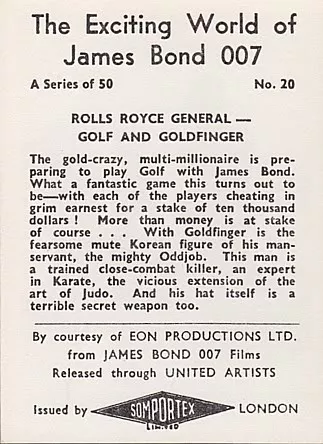 The Exciting World of
James Bond 007
A Series of 50 No. 20
ROLLS ROYCE GENERAL —
GOLF AND GOLDFINGER
The gold-crazy, multi-millionaire is pre-
paring to play Golf with James Bond.
What a fantastic game this turns out to
be—with each of the players cheating in
grim earnest for a stake of ten thousand
dollars ! More than money is at stake
of course . . . With Goldfinger is the
fearsome mute Korean figure of his man-
servant, the mighty Oddjob. This man is
a trained close-combat killer, an expert
in Karate, the vicious extension of the
art of Judo. And his hat itself is a
terrible secret weapon too.
By courtesy of EON PRODUCTIONS LTD.
from JAMES BOND 007 Films
Released through UNITED ARTISTS
Issued by SOMPORTEX LONDON
LIMITED